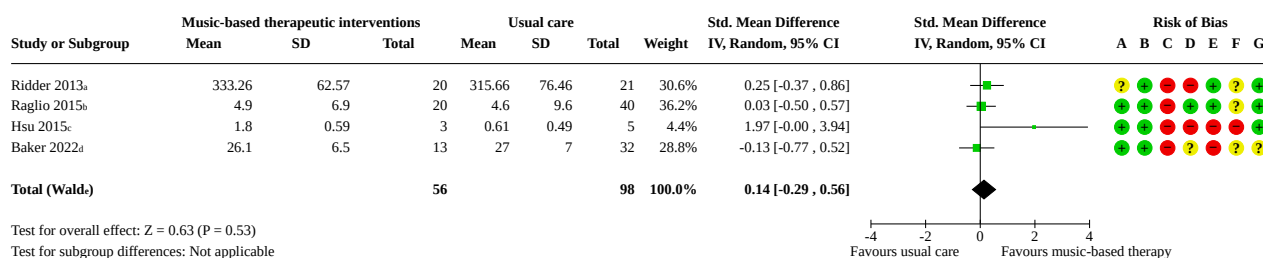 Music-based therapeutic interventions Usual care Std. Mean Difference Std. Mean Difference Risk of Bias
Study or Subgroup Mean SD Total Mean SD Total Weight IV, Random, 95% CI IV, Random, 95% CI A B C D E F G
Ridder 2013a 333.26 62.57 20 315.66 76.46 21 30.6% 0.25 [-0.37 , 0.86] ? + − − + ? +
Raglio 2015b 4.9 6.9 20 4.6 9.6 40 36.2% 0.03 [-0.50 , 0.57] + + − + + ? +
Hsu 2015c 1.8 0.59 3 0.61 0.49 5 4.4% 1.97 [-0.00 , 3.94] + + − − − − +
Baker 2022d 26.1 6.5 13 27 7 32 28.8% -0.13 [-0.77 , 0.52] + + − ? − ? ?
Total (Walde) 56 98 100.0% 0.14 [-0.29 , 0.56]
Test for overall effect: Z = 0.63 (P = 0.53) -4 -2 0 2 4
Test for subgroup differences: Not applicable Favours usual care Favours music-based therapy